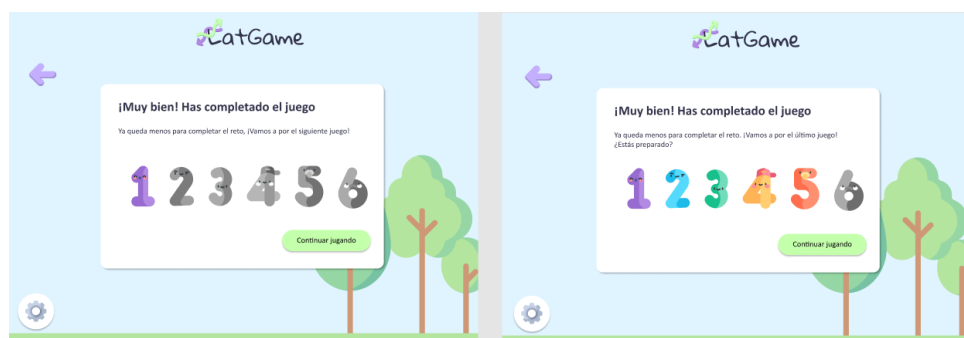 EatGame
¡Muy bien! Has completado el juego
Ya queda menos para completar el reto, ¡Vamos a por el siguiente juego!
1 2 3 4 5 6
Continuar jugando
EatGame
¡Muy bien! Has completado el juego
Ya queda menos para completar el reto. ¡Vamos a por el último juego!
¿Estás preparado?
1 2 3 4 5 6
Continuar jugando